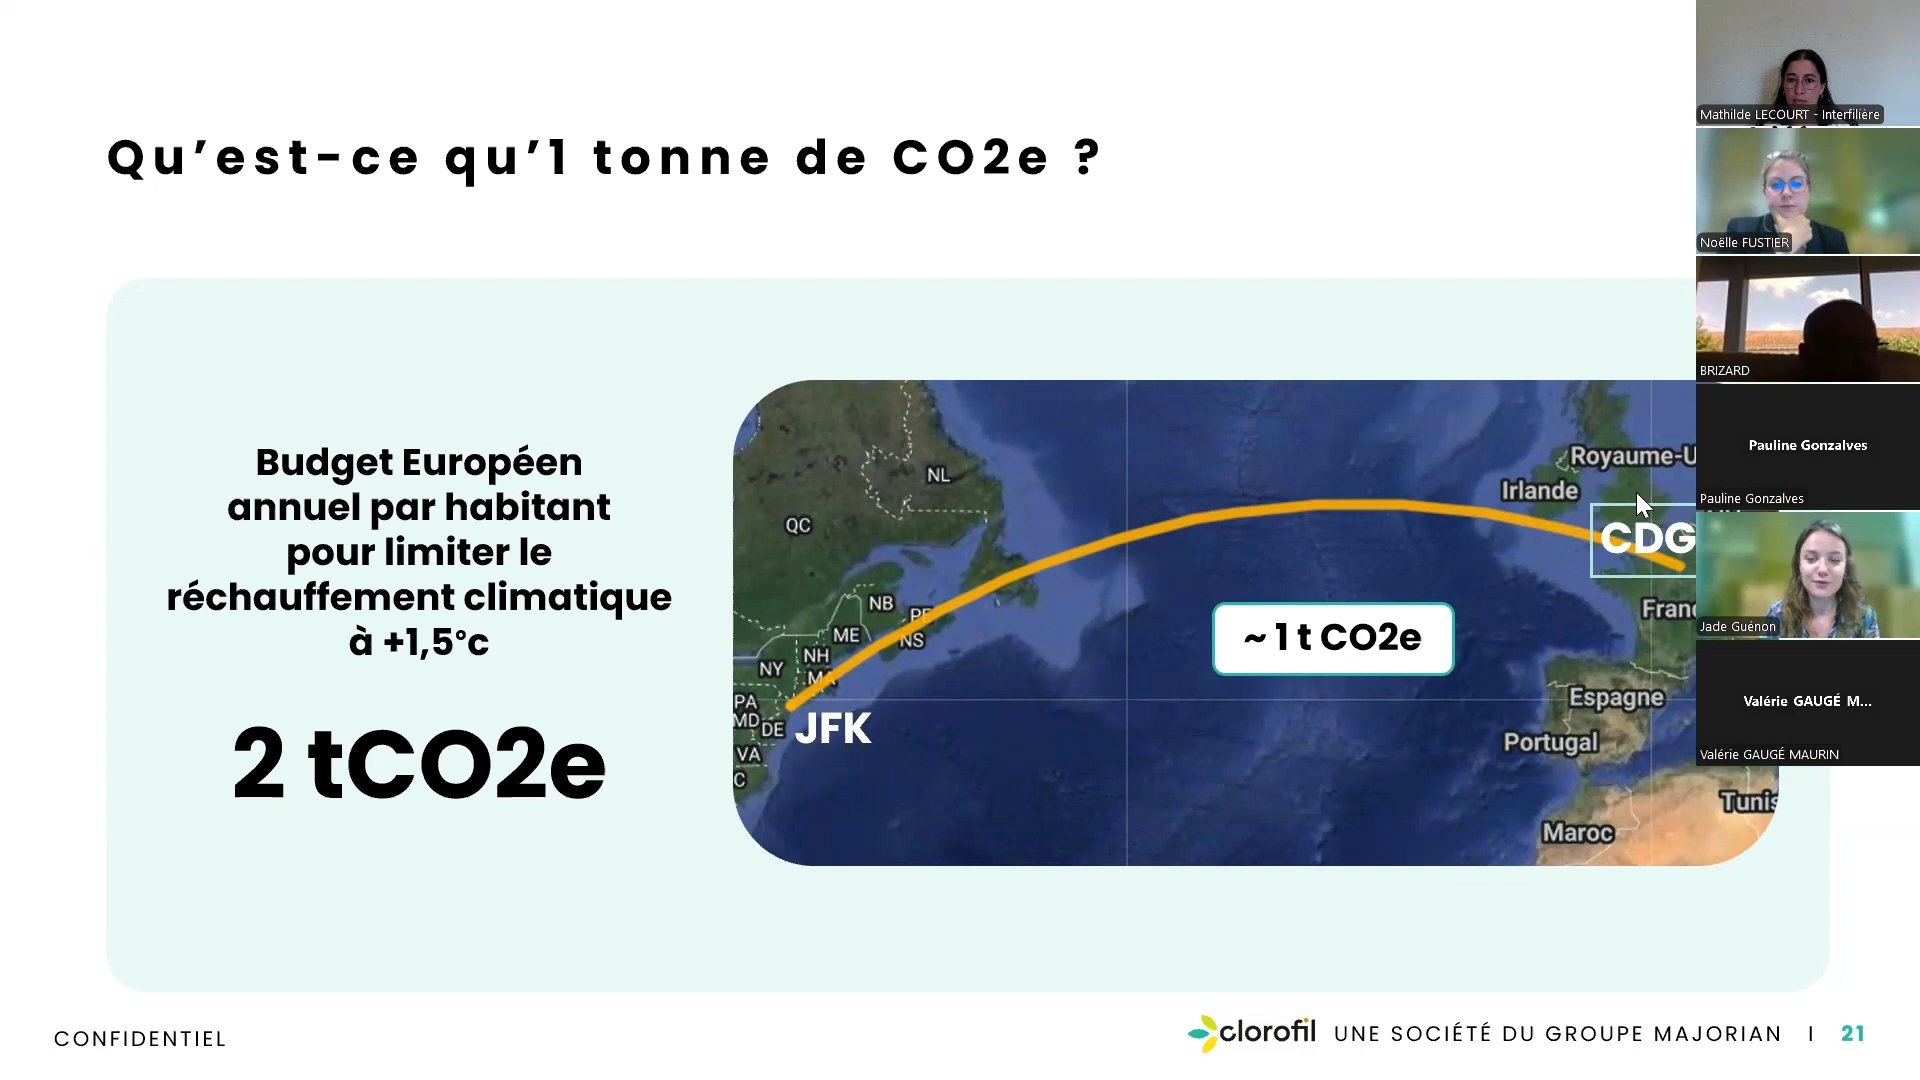 Qu’est-ce qu’1 tonne de CO2e ?
Budget Européen
annuel par habitant
pour limiter le
réchauffement climatique
à +1,5°c
2 tCO2e
NL
QC
NB
PE
ME
NS
NH
NY
MA
PA
MD
DE
VA
C
JFK
~ 1 t CO2e
Royaume-U
Irlande
CDG
Franc
Espagne
Portugal
Maroc
Tunis
Mathilde LECOURT - Interfilière
Noëlle FUSTIER
BRIZARD
Pauline Gonzalves
Pauline Gonzalves
Jade Guénon
Valérie GAUGÉ M...
Valérie GAUGÉ MAURIN
CONFIDENTIEL
clorofil UNE SOCIÉTÉ DU GROUPE MAJORIAN I 21